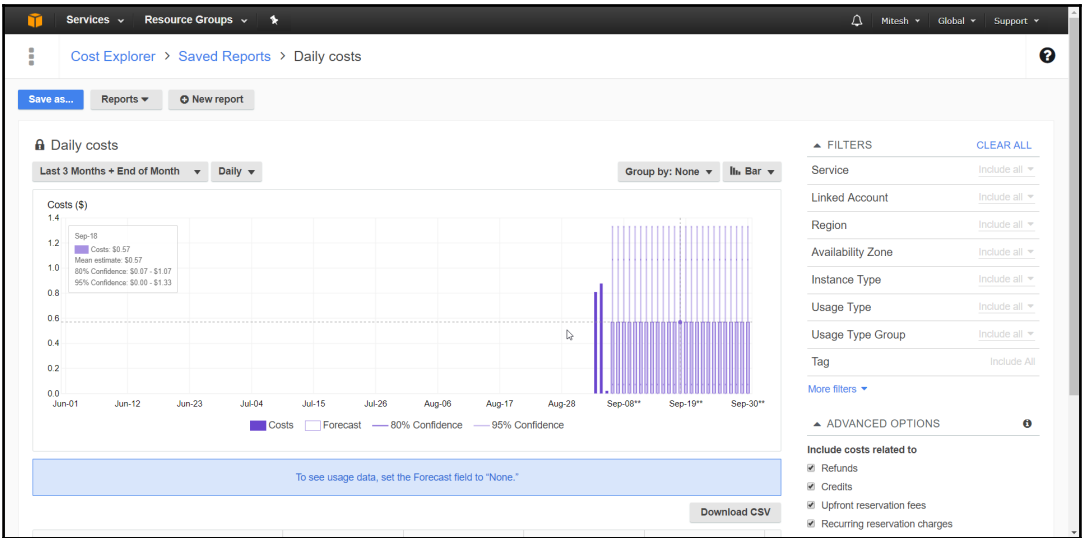 Services Resource Groups Mitesh Global Support
Cost Explorer > Saved Reports > Daily costs
Save as... Reports New report
Daily costs
Last 3 Months + End of Month Daily Group by: None Bar
Costs ($)
1.4
1.2
1.0
0.8
0.6
0.4
0.2
0.0
Sep-18
Costs: $0.57
Mean estimate: $0.57
80% Confidence: $0.07 - $1.07
95% Confidence: $0.00 - $1.33
Jun-01 Jun-12 Jun-23 Jul-04 Jul-15 Jul-26 Aug-06 Aug-17 Aug-28 Sep-08** Sep-19** Sep-30**
Costs Forecast 80% Confidence 95% Confidence
To see usage data, set the Forecast field to "None."
Download CSV
FILTERS CLEAR ALL
Service Include all
Linked Account Include all
Region Include all
Availability Zone Include all
Instance Type Include all
Usage Type Include all
Usage Type Group Include all
Tag Include All
More filters
ADVANCED OPTIONS
Include costs related to
Refunds
Credits
Upfront reservation fees
Recurring reservation charges